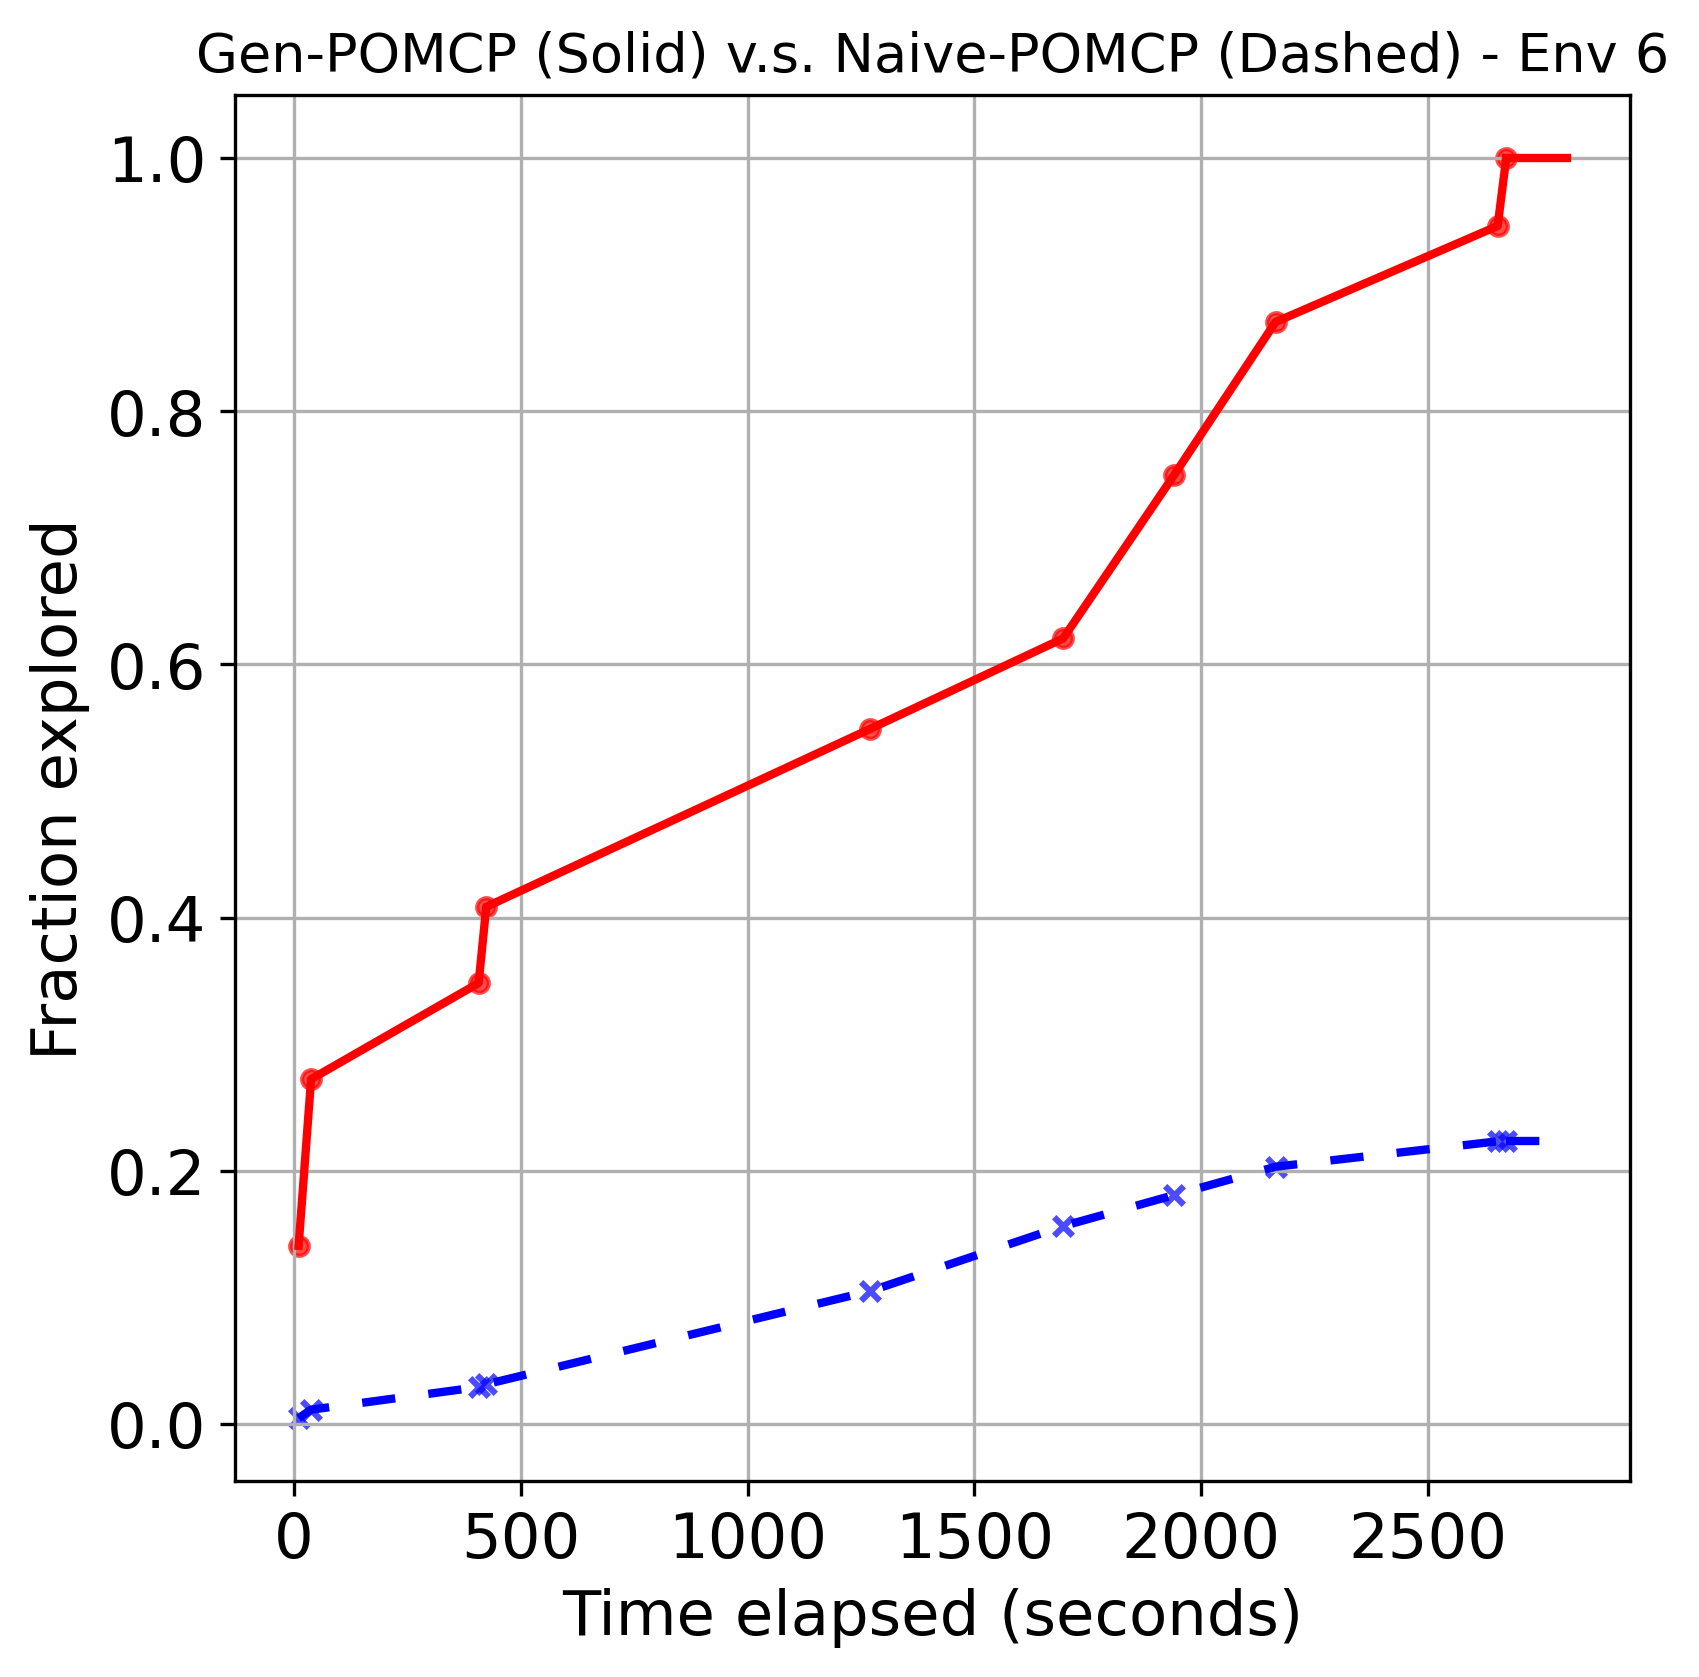 Gen-POMCP (Solid) v.s. Naive-POMCP (Dashed) - Env 6
1.0
0.8
0.6
0.4
0.2
0.0
Fraction explored
0 500 1000 1500 2000 2500
Time elapsed (seconds)